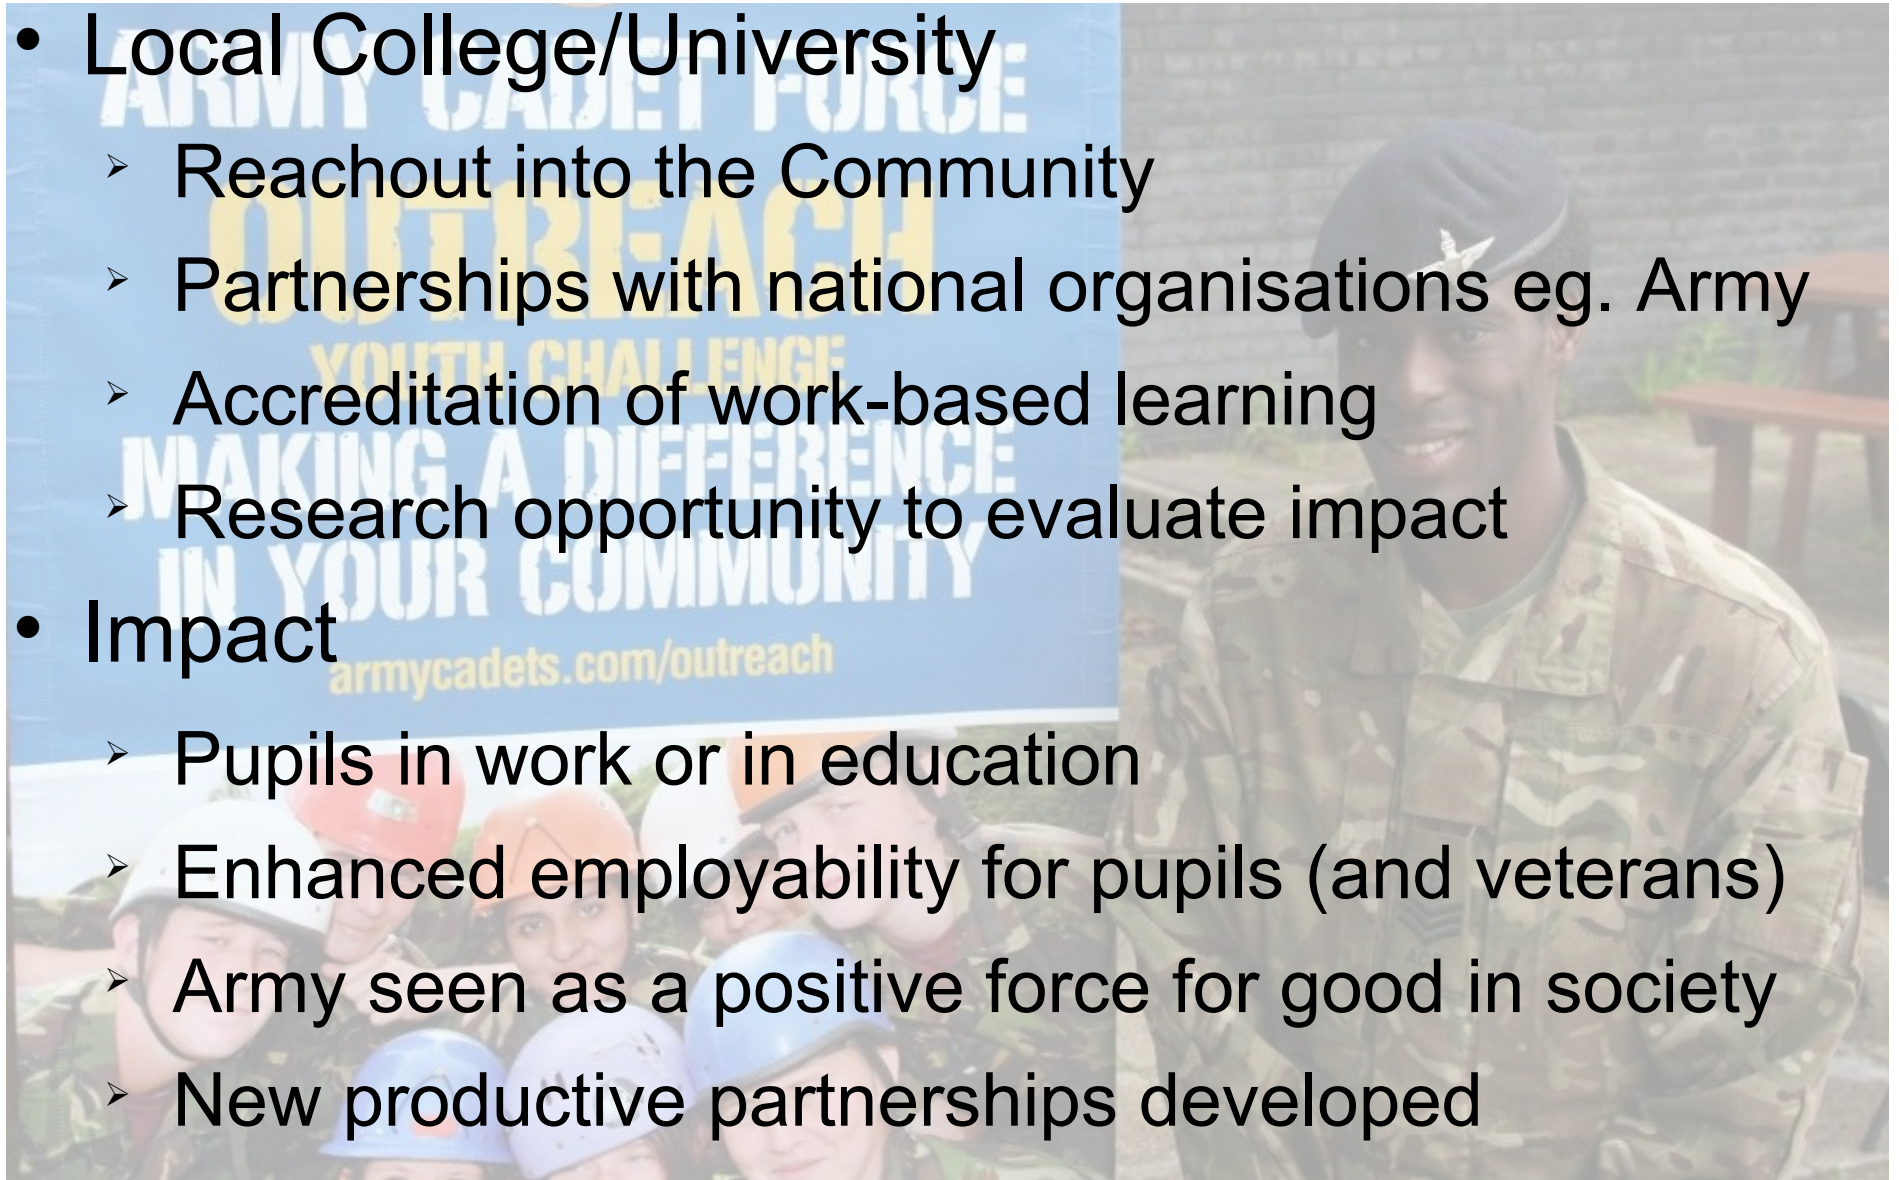 • Local College/University
➢ Reachout into the Community
➢ Partnerships with national organisations eg. Army
➢ Accreditation of work-based learning
➢ Research opportunity to evaluate impact
• Impact
➢ Pupils in work or in education
➢ Enhanced employability for pupils (and veterans)
➢ Army seen as a positive force for good in society
➢ New productive partnerships developed
ARMY CADET FORCE
OUTREACH
YOUTH CHALLENGE
MAKING A DIFFERENCE
IN YOUR COMMUNITY
armycadets.com/outreach